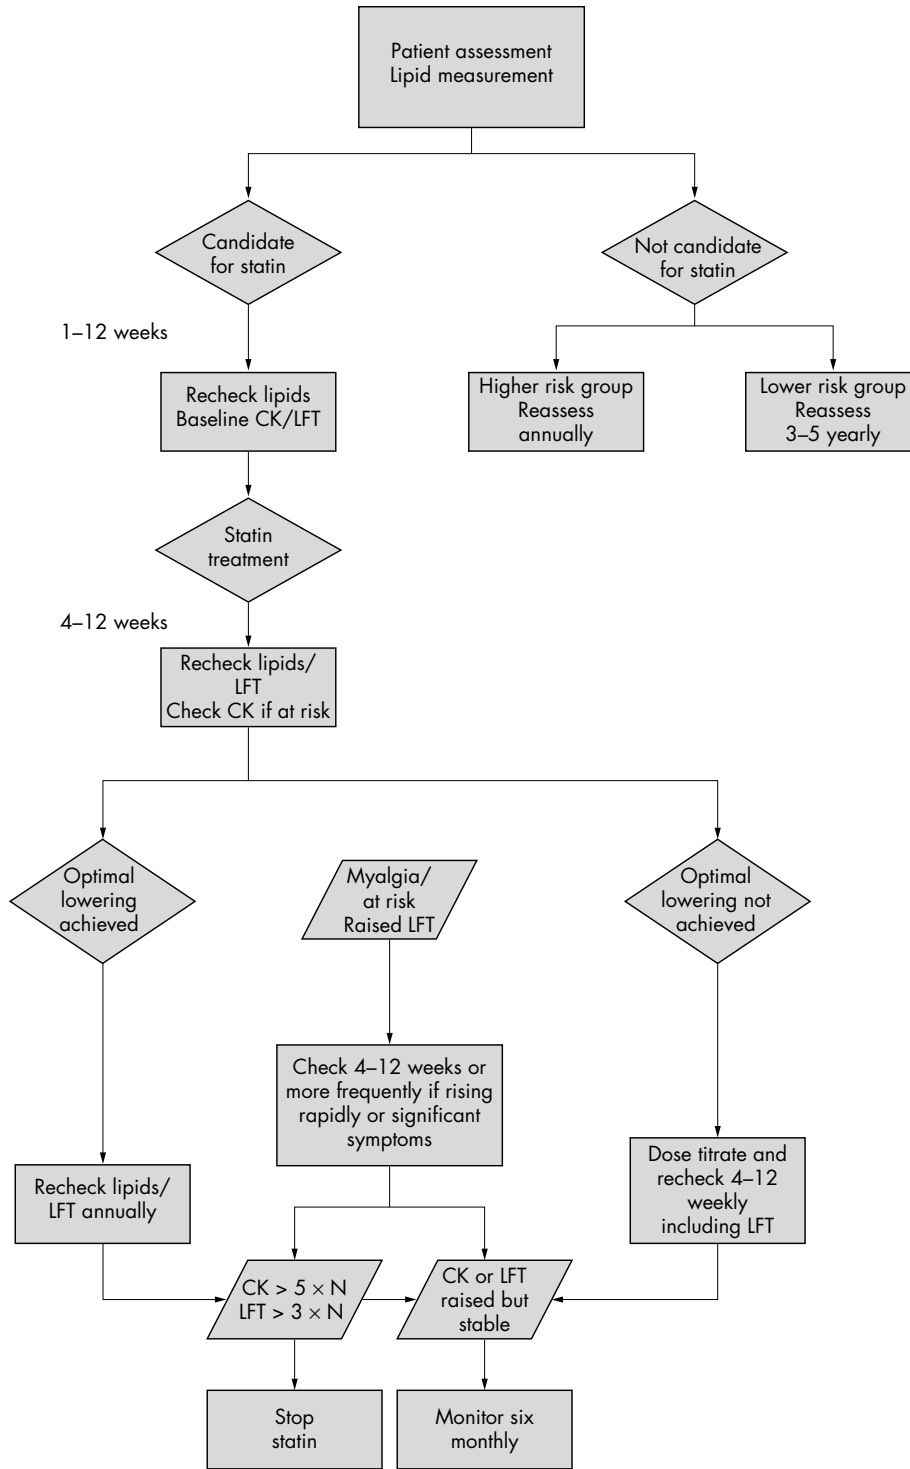 Patient assessment
Lipid measurement
Candidate
for statin
Not candidate
for statin
1–12 weeks
Recheck lipids
Baseline CK/LFT
Higher risk group
Reassess
annually
Lower risk group
Reassess
3–5 yearly
Statin
treatment
4–12 weeks
Recheck lipids/
LFT
Check CK if at risk
Optimal
lowering
achieved
Myalgia/
at risk
Raised LFT
Optimal
lowering not
achieved
Check 4–12 weeks or
more frequently if rising
rapidly or significant
symptoms
Recheck lipids/
LFT annually
Dose titrate and
recheck 4–12
weekly
including LFT
CK > 5 × N
LFT > 3 × N
CK or LFT
raised but
stable
Stop
statin
Monitor six
monthly